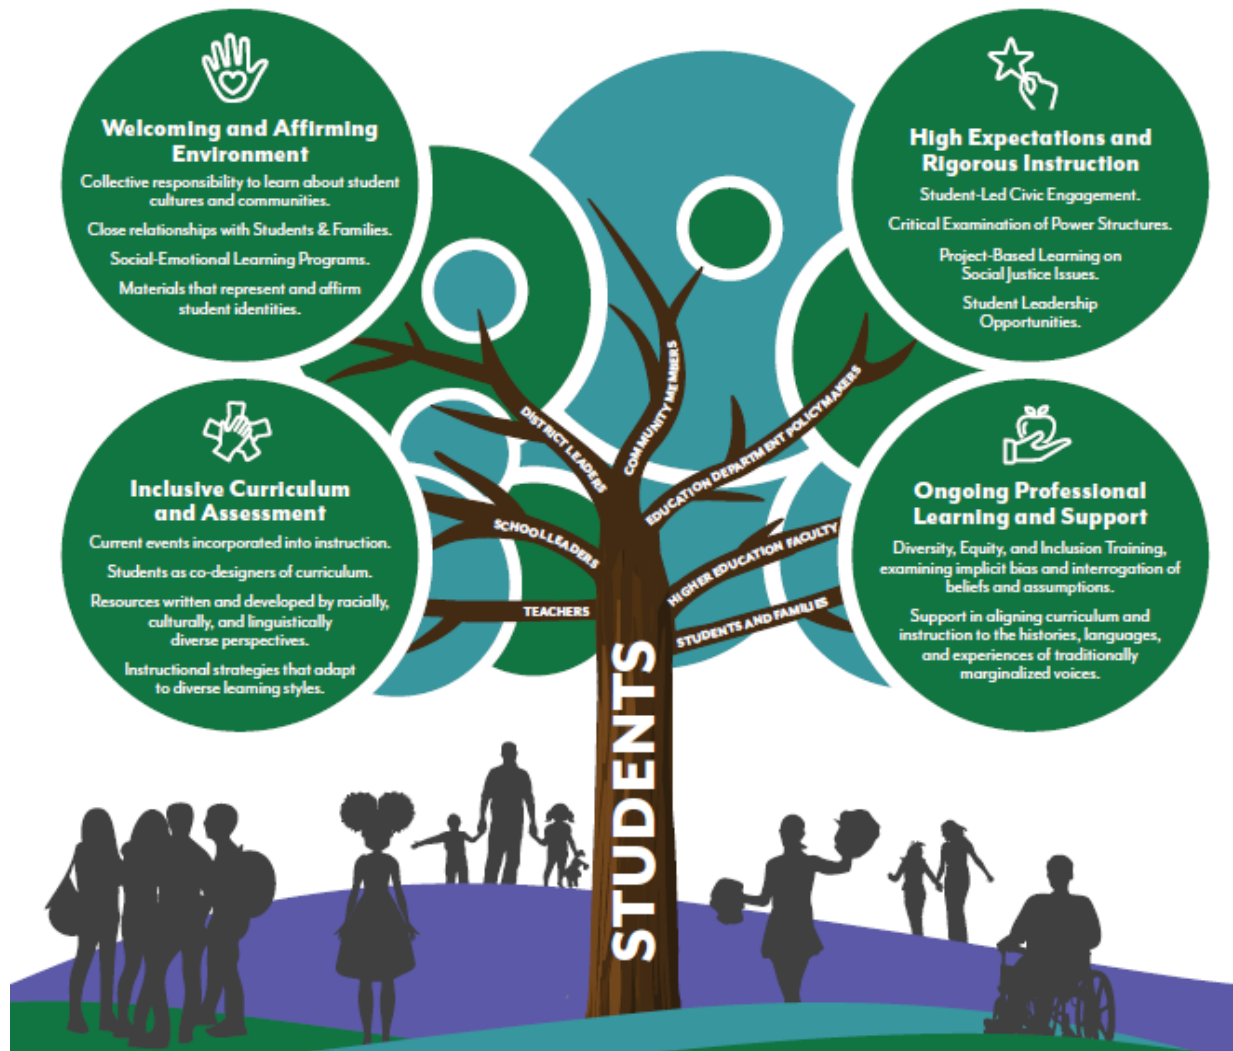 Welcoming and Affirming
Environment
Collective responsibility to learn about student
cultures and communities.
Close relationships with Students & Families.
Social-Emotional Learning Programs.
Materials that represent and affirm
student identities.
High Expectations and
Rigorous Instruction
Student-Led Civic Engagement.
Critical Examination of Power Structures.
Project-Based Learning on
Social Justice Issues.
Student Leadership
Opportunities.
Inclusive Curriculum
and Assessment
Current events incorporated into instruction.
Students as co-designers of curriculum.
Resources written and developed by racially,
culturally, and linguistically
diverse perspectives.
Instructional strategies that adapt
to diverse learning styles.
Ongoing Professional
Learning and Support
Diversity, Equity, and Inclusion Training,
examining implicit bias and interrogation of
beliefs and assumptions.
Support in aligning curriculum and
instruction to the histories, languages,
and experiences of traditionally
marginalized voices.
DISTRICT LEADERS
COMMUNITY MEMBERS
EDUCATION DEPARTMENT POLICYMAKERS
SCHOOL LEADERS
HIGHER EDUCATION FACULTY
TEACHERS
STUDENTS AND FAMILIES
STUDENTS